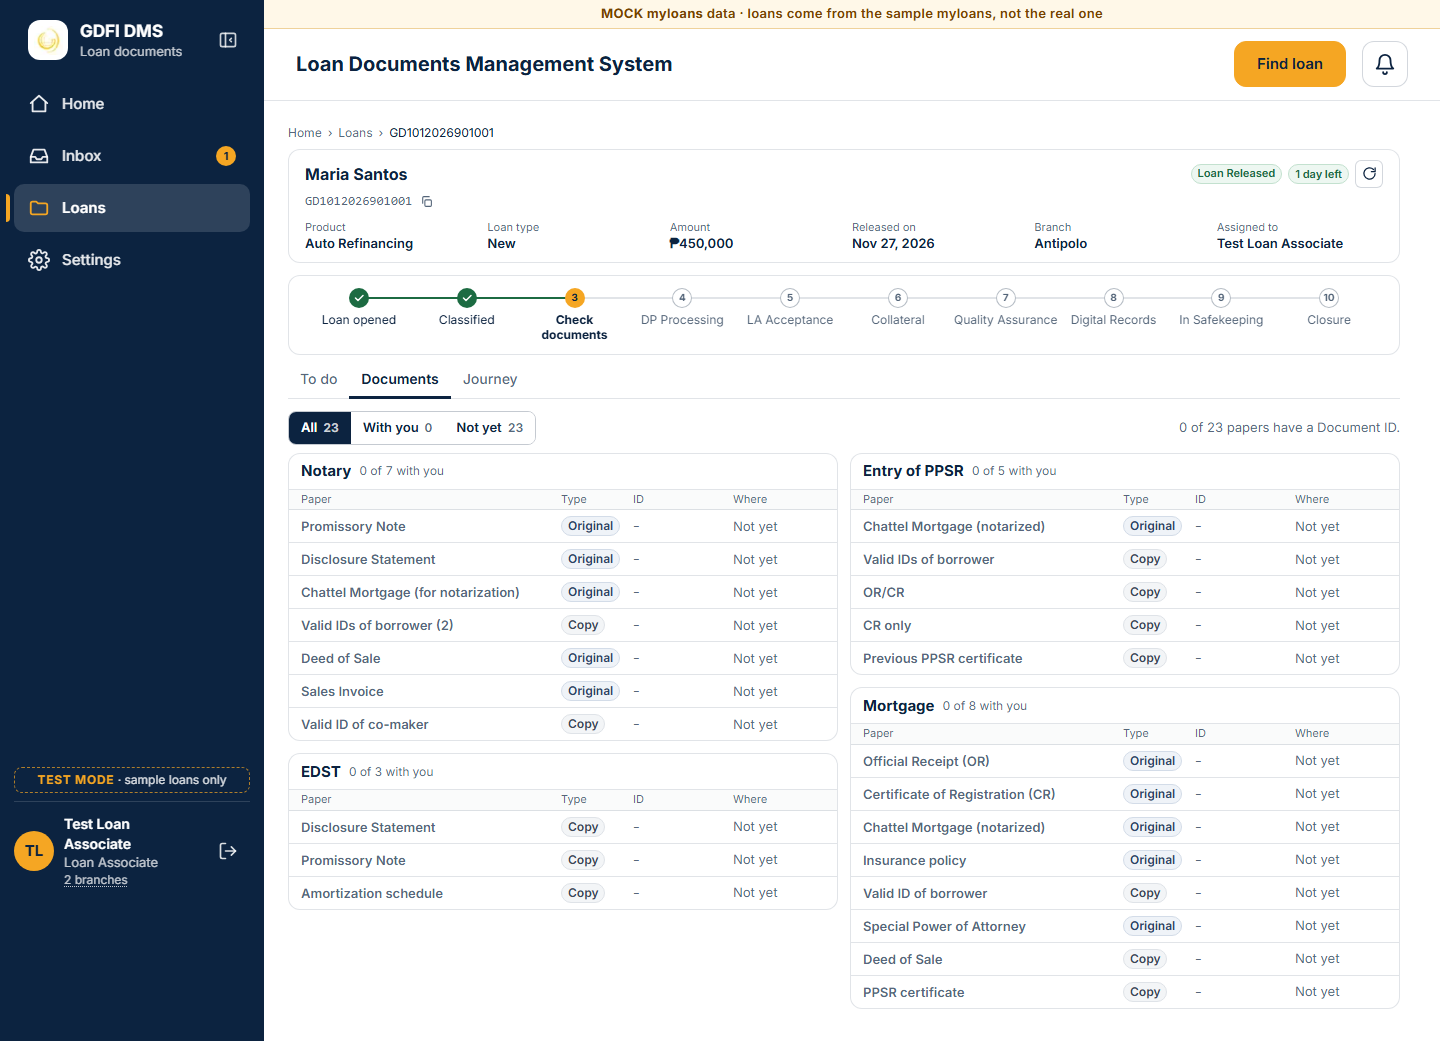 MOCK myloans data · loans come from the sample myloans, not the real one
GDFI DMS
Loan documents
Home
Inbox 1
Loans
Settings
TEST MODE · sample loans only
TL
Test Loan
Associate
Loan Associate
2 branches
Loan Documents Management System
Find loan
Home › Loans › GD1012026901001
Maria Santos
Loan Released 1 day left
GD1012026901001
Product Loan type Amount Released on Branch Assigned to
Auto Refinancing New ₱450,000 Nov 27, 2026 Antipolo Test Loan Associate
3 4 5 6 7 8 9 10
Loan opened Classified Check documents DP Processing LA Acceptance Collateral Quality Assurance Digital Records In Safekeeping Closure
To do Documents Journey
All 23 With you 0 Not yet 23
0 of 23 papers have a Document ID.
Notary 0 of 7 with you
Paper Type ID Where
Promissory Note Original – Not yet
Disclosure Statement Original – Not yet
Chattel Mortgage (for notarization) Original – Not yet
Valid IDs of borrower (2) Copy – Not yet
Deed of Sale Original – Not yet
Sales Invoice Original – Not yet
Valid ID of co-maker Copy – Not yet
EDST 0 of 3 with you
Paper Type ID Where
Disclosure Statement Copy – Not yet
Promissory Note Copy – Not yet
Amortization schedule Copy – Not yet
Entry of PPSR 0 of 5 with you
Paper Type ID Where
Chattel Mortgage (notarized) Original – Not yet
Valid IDs of borrower Copy – Not yet
OR/CR Copy – Not yet
CR only Copy – Not yet
Previous PPSR certificate Copy – Not yet
Mortgage 0 of 8 with you
Paper Type ID Where
Official Receipt (OR) Original – Not yet
Certificate of Registration (CR) Original – Not yet
Chattel Mortgage (notarized) Original – Not yet
Insurance policy Original – Not yet
Valid ID of borrower Copy – Not yet
Special Power of Attorney Original – Not yet
Deed of Sale Copy – Not yet
PPSR certificate Copy – Not yet